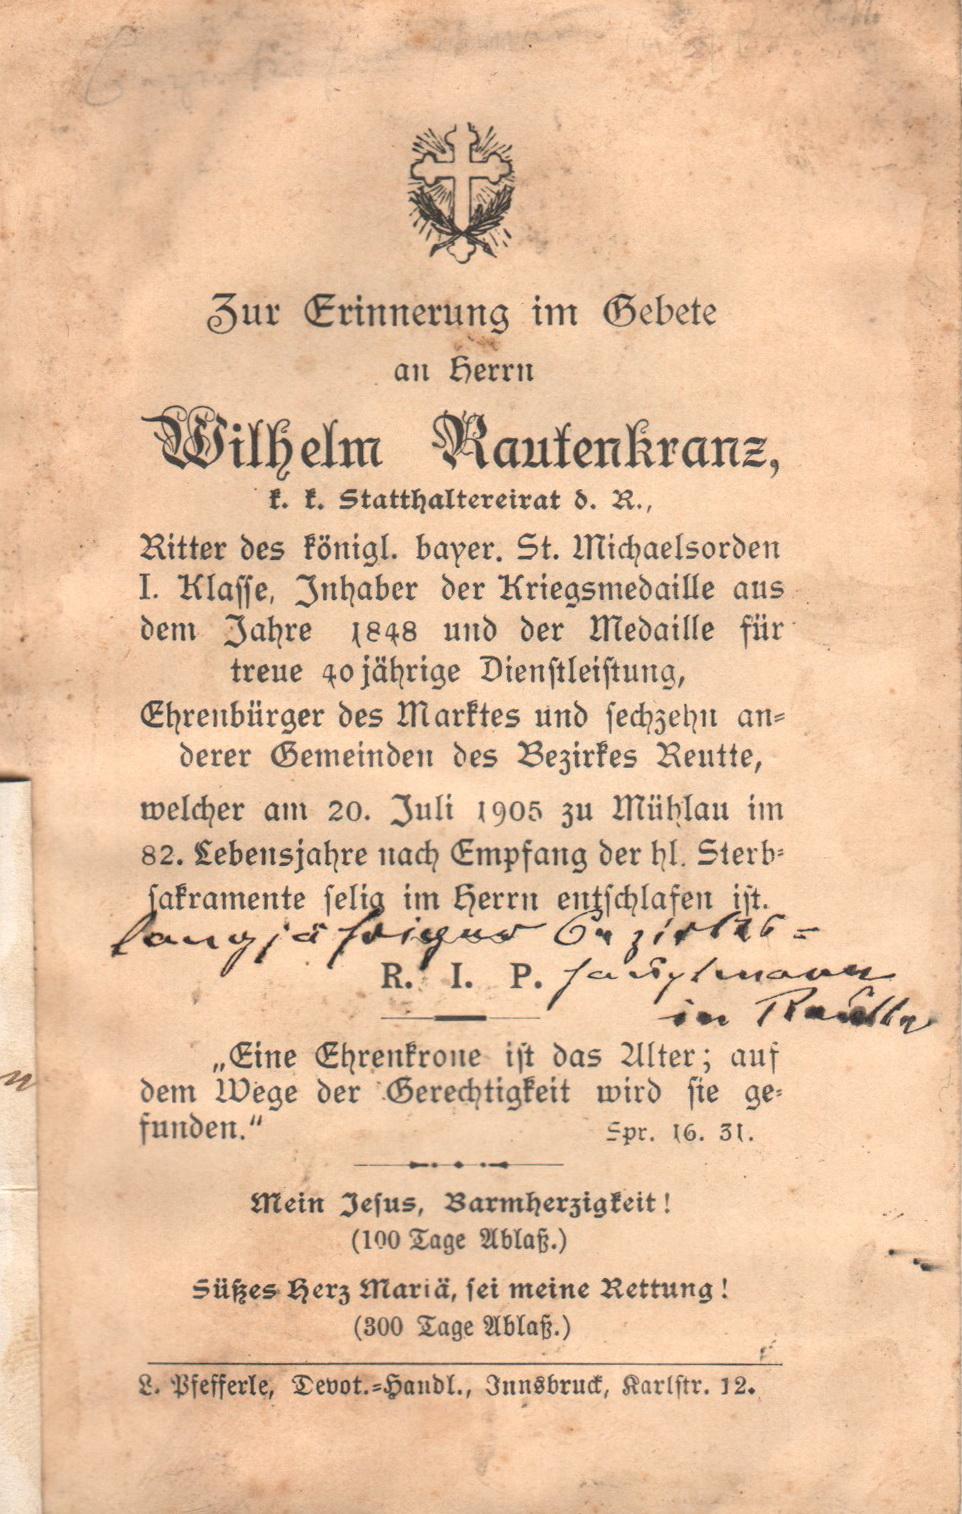 Zur Erinnerung im Gebete
an Herrn
Wilhelm Rautenkranz,
k. k. Statthaltereirat d. R.,
Ritter des königl. bayer. St. Michaelsorden
I. Klasse, Inhaber der Kriegsmedaille aus
dem Jahre 1848 und der Medaille für
treue 40jährige Dienstleistung,
Ehrenbürger des Marktes und sechzehn an-
derer Gemeinden des Bezirkes Reutte,
welcher am 20. Juli 1905 zu Mühlau im
82. Lebensjahre nach Empfang der hl. Sterb-
sakramente selig im Herrn entschlafen ist.
langjähriger Bezirks-
R. I. P. hauptmann
in Reutte
„Eine Ehrenkrone ist das Alter; auf
dem Wege der Gerechtigkeit wird sie ge-
funden.“ Spr. 16. 31.
Mein Jesus, Barmherzigkeit!
(100 Tage Ablaß.)
Süßes Herz Mariä, sei meine Rettung!
(300 Tage Ablaß.)
L. Pfefferle, Devot.-Handl., Innsbruck, Karlstr. 12.